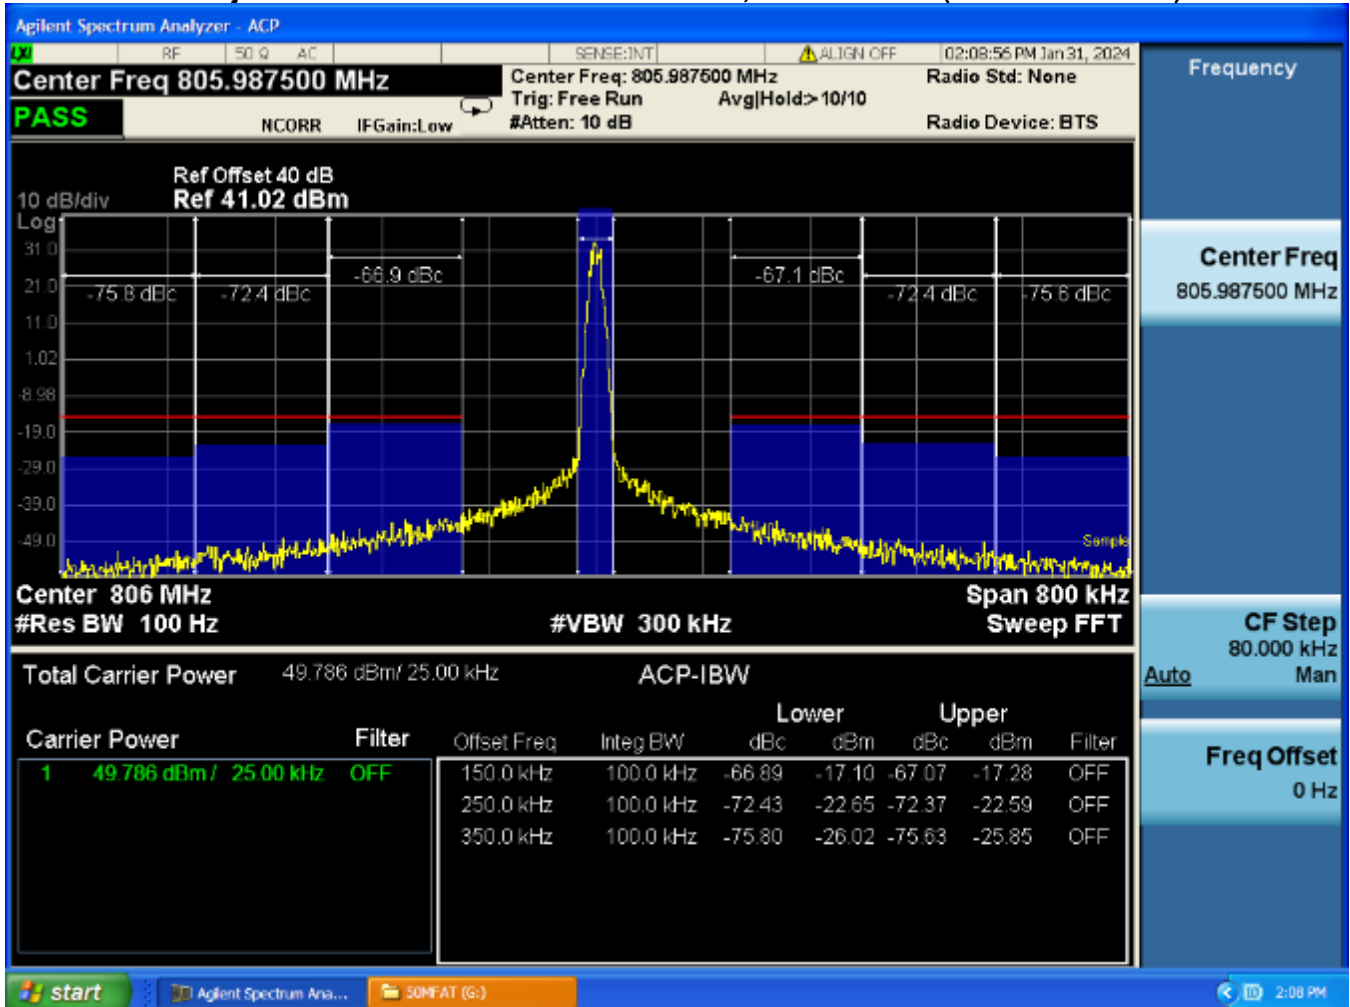 Agilent Spectrum Analyzer - ACP
LXI RF 50 Ω AC SENSE:INT ALIGN OFF 02:08:56 PM Jan 31, 2024
Center Freq 805.987500 MHz
Center Freq: 805.987500 MHz Radio Std: None
Trig: Free Run Avg|Hold:> 10/10
PASS NCORR IFGain:Low #Atten: 10 dB Radio Device: BTS
Ref Offset 40 dB
10 dB/div Ref 41.02 dBm
Log
31.0
21.0
11.0
1.02
-8.98
-19.0
-29.0
-39.0
-49.0
-75.8 dBc -72.4 dBc -66.9 dBc -67.1 dBc -72.4 dBc -75.6 dBc
Sample
Center 806 MHz Span 800 kHz
#Res BW 100 Hz #VBW 300 kHz Sweep FFT
Total Carrier Power 49.786 dBm/ 25.00 kHz ACP-IBW
Lower Upper
Carrier Power Filter Offset Freq Integ BW dBc dBm dBc dBm Filter
1 49.786 dBm / 25.00 kHz OFF 150.0 kHz 100.0 kHz -66.89 -17.10 -67.07 -17.28 OFF
250.0 kHz 100.0 kHz -72.43 -22.65 -72.37 -22.59 OFF
350.0 kHz 100.0 kHz -75.80 -26.02 -75.63 -25.85 OFF
Frequency
Center Freq
805.987500 MHz
CF Step
80.000 kHz
Auto Man
Freq Offset
0 Hz
start Agilent Spectrum Ana... 50MFAT (G:) 2:08 PM